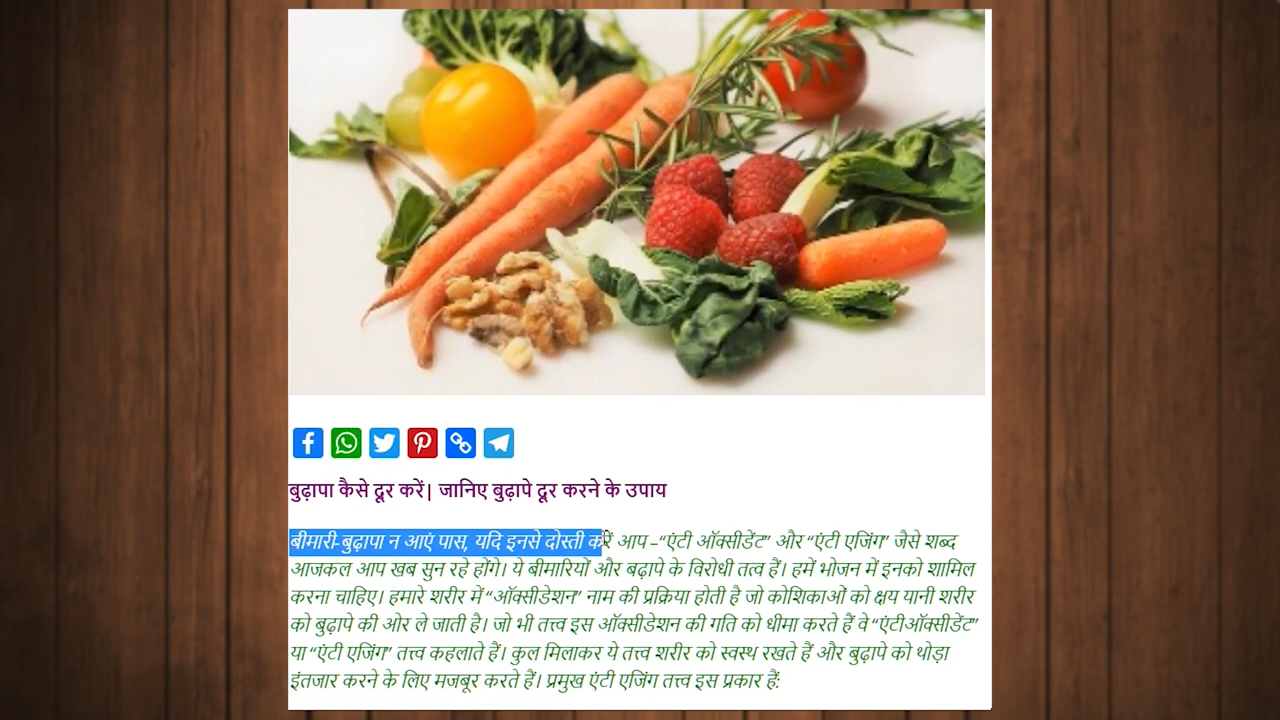 बुढ़ापा कैसे दूर करें| जानिए बुढ़ापे दूर करने के उपाय
बीमारी-बुढ़ापा न आएं पास, यदि इनसे दोस्ती करें आप –“एंटी ऑक्सीडेंट” और “एंटी एजिंग” जैसे शब्द
आजकल आप खब सुन रहे होंगे। ये बीमारियों और बढ़ापे के विरोधी तत्व हैं। हमें भोजन में इनको शामिल
करना चाहिए। हमारे शरीर में “ऑक्सीडेशन” नाम की प्रक्रिया होती है जो कोशिकाओं को क्षय यानी शरीर
को बुढ़ापे की ओर ले जाती है। जो भी तत्त्व इस ऑक्सीडेशन की गति को धीमा करते हैं वे “एंटीऑक्सीडेंट”
या “एंटी एजिंग” तत्त्व कहलाते हैं। कुल मिलाकर ये तत्त्व शरीर को स्वस्थ रखते हैं और बुढ़ापे को थोड़ा
इंतजार करने के लिए मजबूर करते हैं। प्रमुख एंटी एजिंग तत्त्व इस प्रकार हैं: